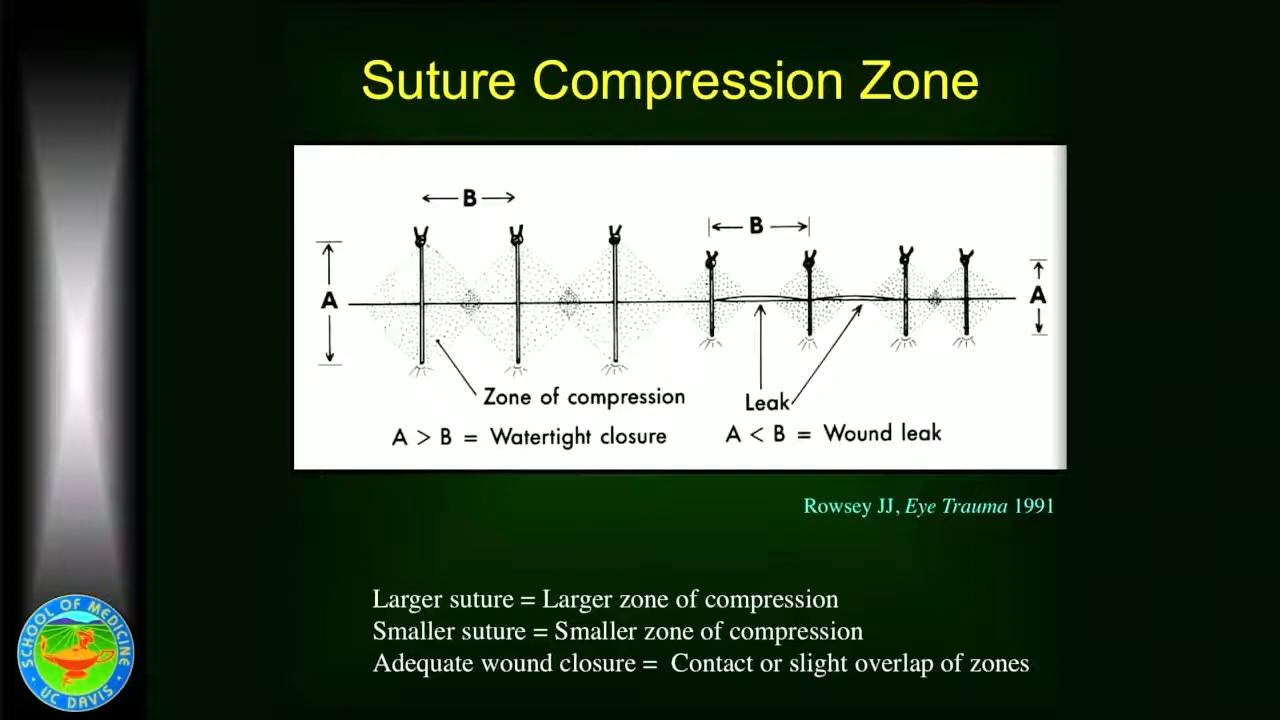 Suture Compression Zone
B
B
A
A
Zone of compression
Leak
A > B = Watertight closure
A < B = Wound leak
Rowsey JJ, Eye Trauma 1991
Larger suture = Larger zone of compression
Smaller suture = Smaller zone of compression
Adequate wound closure = Contact or slight overlap of zones
SCHOOL OF MEDICINE
UC DAVIS